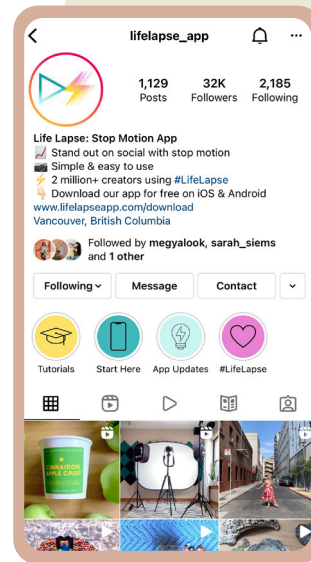 lifelapse_app
1,129 32K 2,185
Posts Followers Following
Life Lapse: Stop Motion App
📈 Stand out on social with stop motion
📷 Simple & easy to use
⚡ 2 million+ creators using #LifeLapse
👇🏻 Download our app for free on iOS & Android
www.lifelapseapp.com/download
Vancouver, British Columbia
Followed by megyalook, sarah_siems
and 1 other
Following Message Contact
Tutorials Start Here App Updates #LifeLapse
CINNAMON
APPLE CRISP